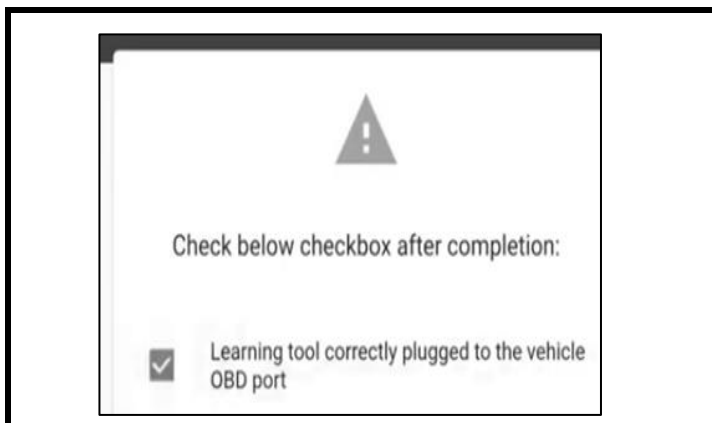 Check below checkbox after completion:
Learning tool correctly plugged to the vehicle
OBD port